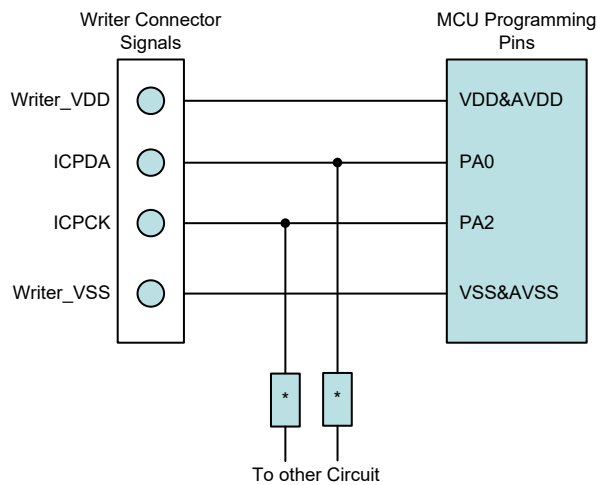 Writer Connector
Signals
MCU Programming
Pins
Writer_VDD
VDD&AVDD
ICPDA
PA0
ICPCK
PA2
Writer_VSS
VSS&AVSS
*
*
To other Circuit